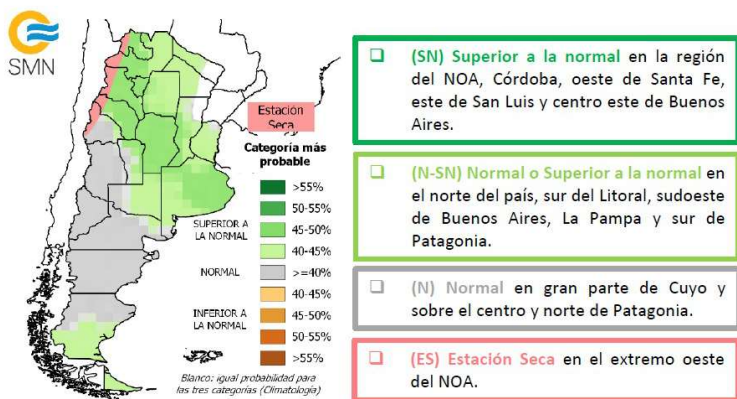 SMN
Estación
Seca
Categoría más
probable
>55%
50-55%
SUPERIOR A
LA NORMAL
45-50%
40-45%
NORMAL
>=40%
40-45%
INFERIOR A
LA NORMAL
45-50%
50-55%
>55%
Blanco: igual probabilidad para
las tres categorías (Climatología)
(SN) Superior a la normal en la región
del NOA, Córdoba, oeste de Santa Fe,
este de San Luis y centro este de Buenos
Aires.
(N-SN) Normal o Superior a la normal en
el norte del país, sur del Litoral, sudoeste
de Buenos Aires, La Pampa y sur de
Patagonia.
(N) Normal en gran parte de Cuyo y
sobre el centro y norte de Patagonia.
(ES) Estación Seca en el extremo oeste
del NOA.